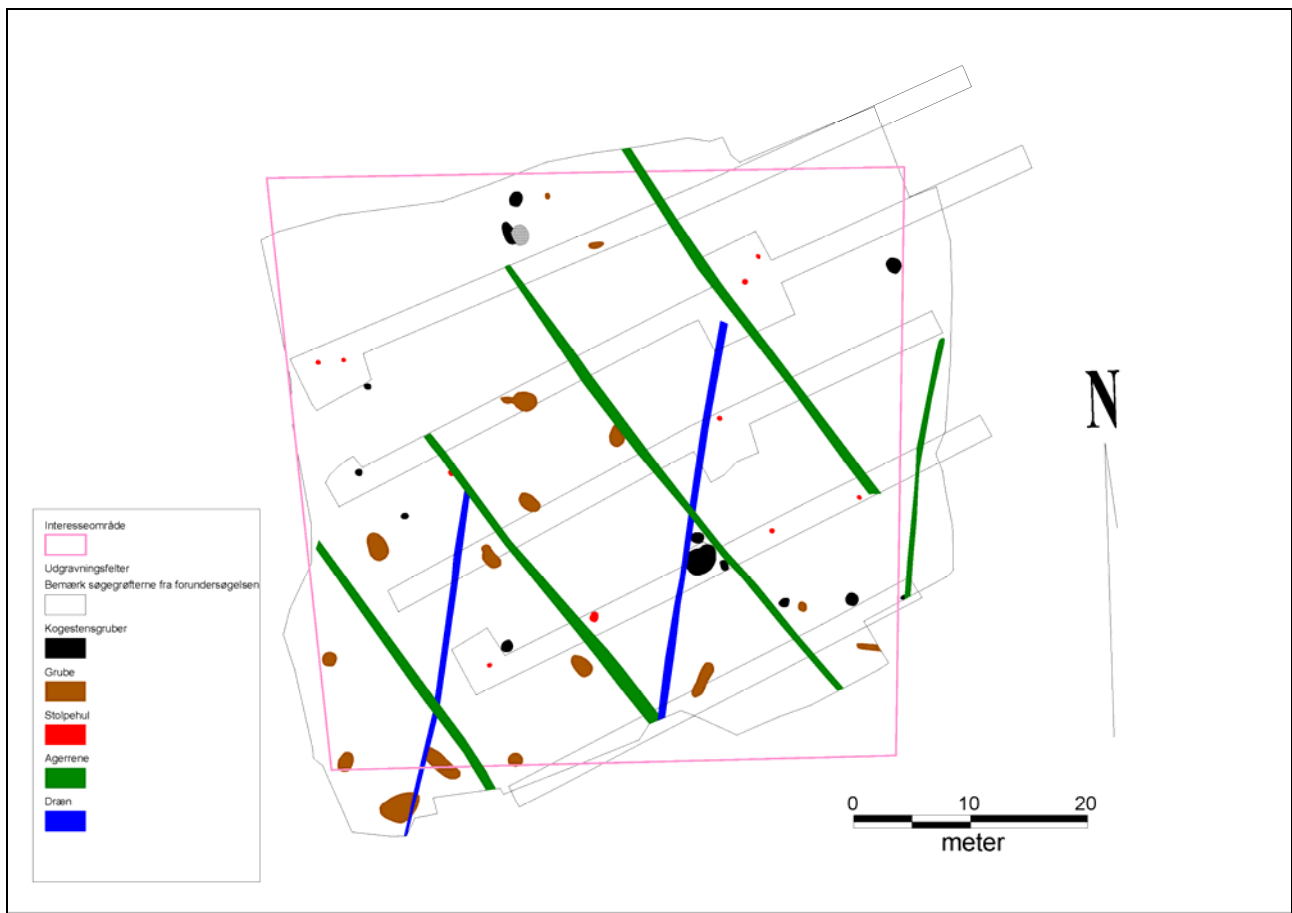 N
Interesseområde
Udgravningsfelter
Bemærk søgegrøfterne fra forundersøgelsen
Kogestensgruber
Grube
Stolpehul
Agerrene
Dræn
0 10 20
meter